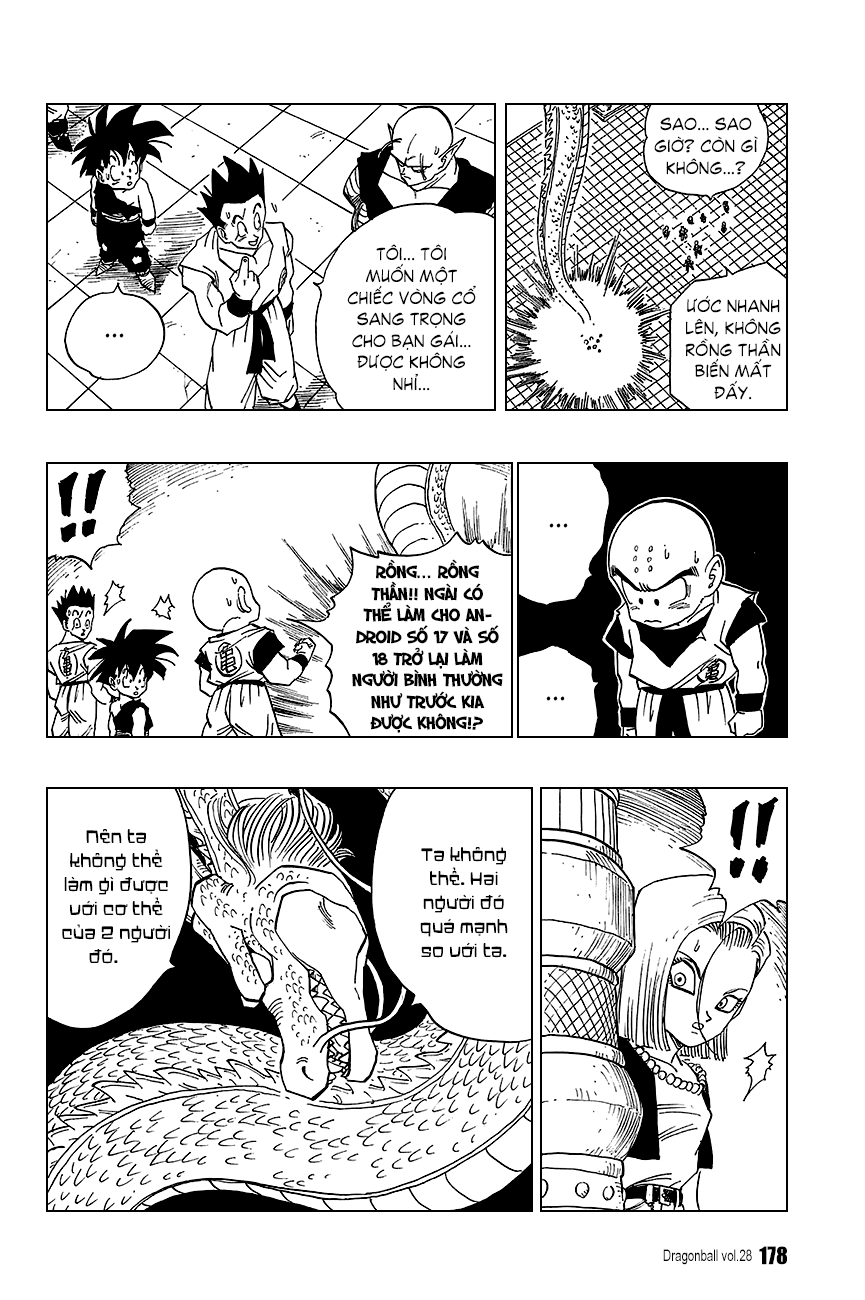 SAO... SAO
GIỜ? CÒN GÌ
KHÔNG...?
ƯỚC NHANH
LÊN, KHÔNG
RỒNG THẦN
BIẾN MẤT
ĐẤY.
TÔI... TÔI
MUỐN MỘT
CHIẾC VÒNG CỔ
SANG TRỌNG
CHO BẠN GÁI...
ĐƯỢC KHÔNG
NHỈ...
...
...
...
RỒNG... RỒNG
THẦN!! NGÀI CÓ
THỂ LÀM CHO AN-
DROID SỐ 17 VÀ SỐ
18 TRỞ LẠI LÀM
NGƯỜI BÌNH THƯỜNG
NHƯ TRƯỚC KIA
ĐƯỢC KHÔNG!?
!!
!!
Ta không
thể. Hai
người đó
quá mạnh
so với ta.
Nên ta
không thể
làm gì được
với cơ thể
của 2 người
đó.
Dragonball vol.28 178